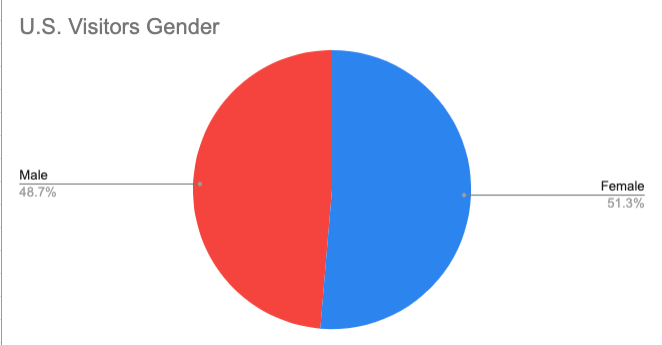 U.S. Visitors Gender
Male
48.7%
Female
51.3%